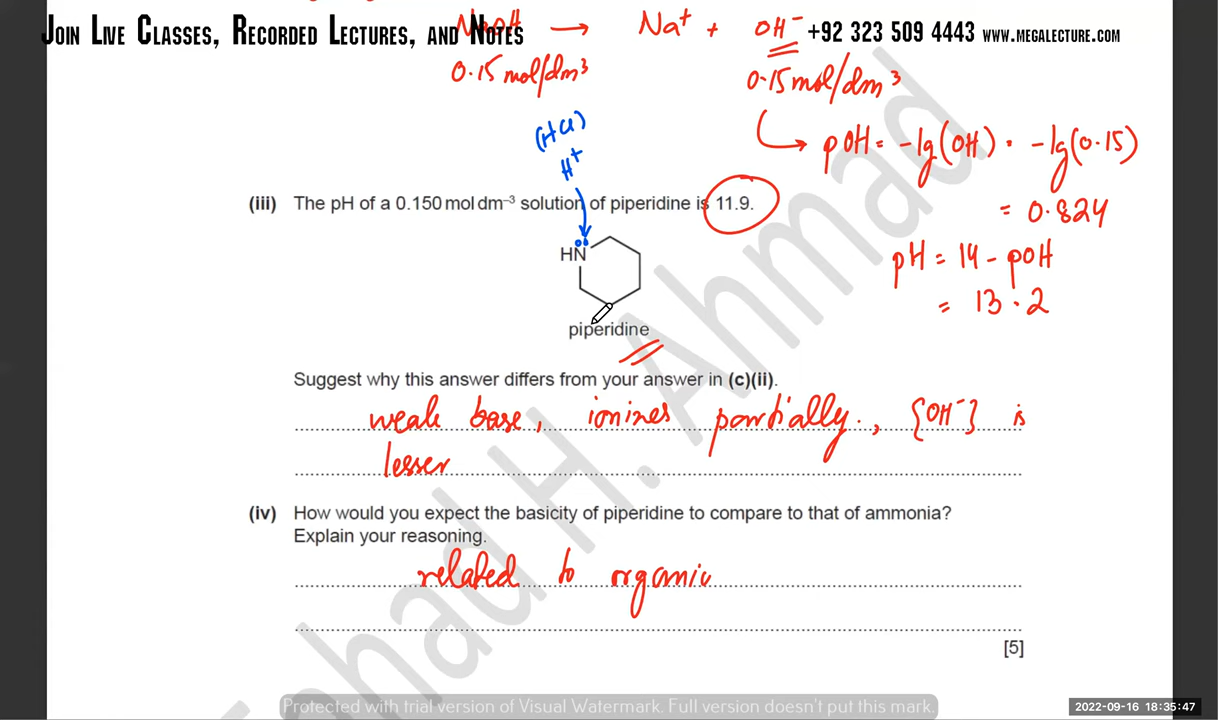 JOIN LIVE CLASSES, RECORDED LECTURES, AND NOTES +92 323 509 4443 WWW.MEGALECTURE.COM
NaOH → Na⁺ + OH⁻
0.15 mol/dm³ 0.15 mol/dm³
(HCl)
H⁺
pOH = -lg(OH) = -lg(0.15)
= 0.824
pH = 14 - pOH
= 13.2
(iii) The pH of a 0.150 mol dm⁻³ solution of piperidine is 11.9.
HN
piperidine
Suggest why this answer differs from your answer in (c)(ii).
weak base, ionizes partially., [OH⁻] is
lesser
(iv) How would you expect the basicity of piperidine to compare to that of ammonia?
Explain your reasoning.
related to organic
[5]
Ahmad H. Ahmad
Protected with trial version of Visual Watermark. Full version doesn't put this mark.
2022-09-16 18:35:47